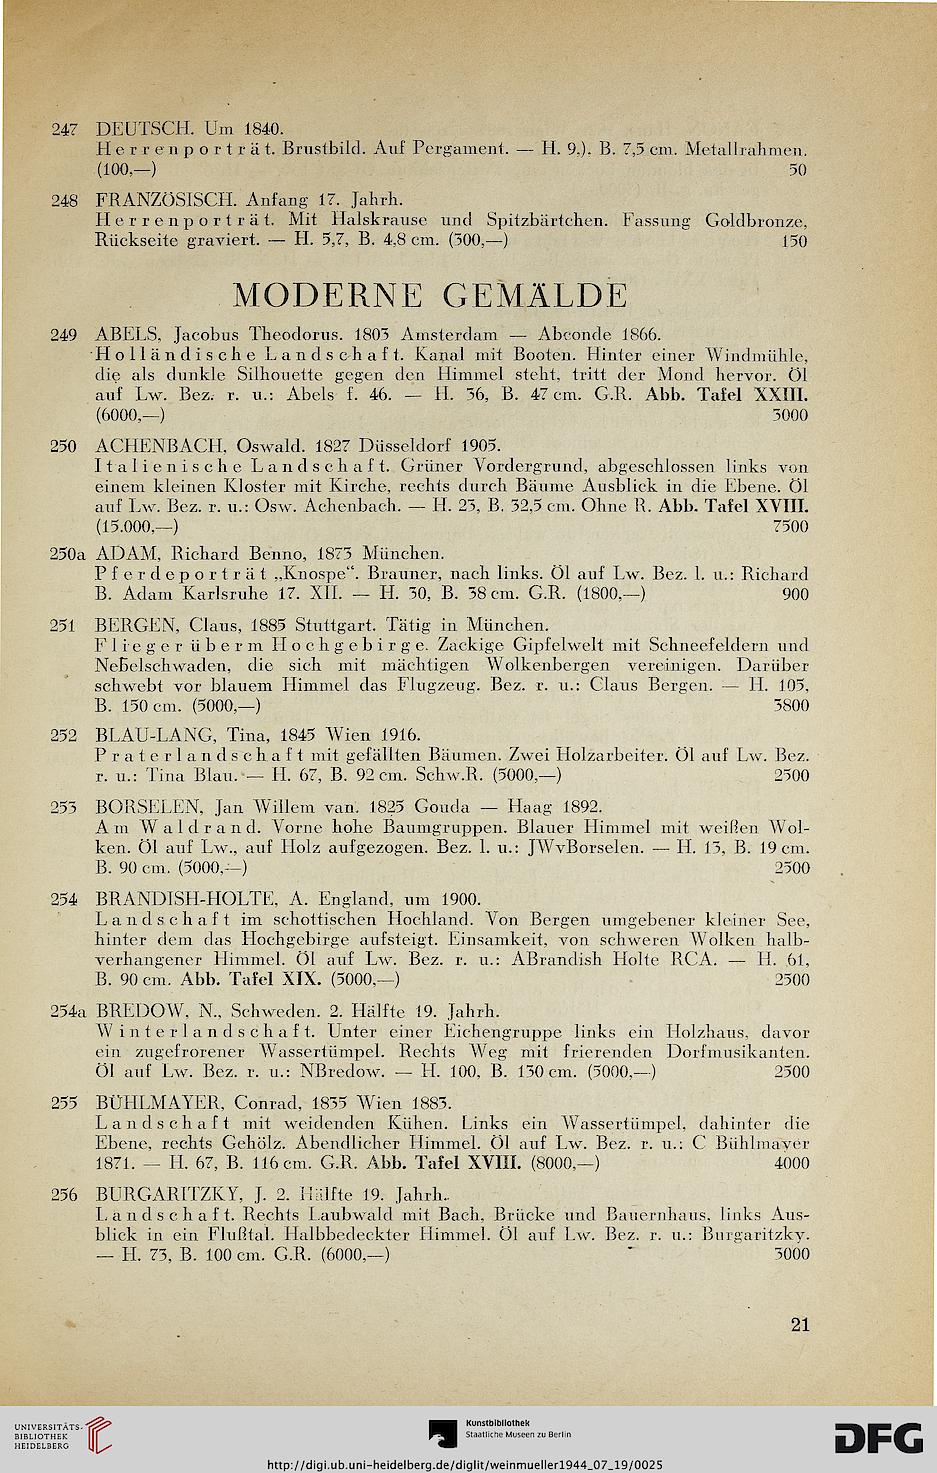 247 DEUTSCH. Um 1840.
Herrenporträt. Brustbild. Auf Pergament. — H. 9,). B. 7,5 cm. Metallrahmen.
(100,—) 50
248 FRANZÖSISCH. Anfang 17. Jahrh.
Herrenporträt. Mit Halskrause und Spitzbärtchen. Fassung Goldbronze,
Rückseite graviert. — H. 5,7, B. 4,8 cm. (300,—) 150
MODERNE GEMÄLDE
249 ABELS, Jacobus Theodorus. 1803 Amsterdam — Abconde 1866.
Holländische Landschaft. Kanal mit Booten. Hinter einer Windmühle,
die als dunkle Silhouette gegen den Himmel steht, tritt der Mond hervor. Öl
auf Lw. Bez. r. u.: Abels f. 46. — H. 36, B. 47 cm. G.R. Abb. Tafel XXIII.
(6000,—) 3000
250 ACHENBACH, Oswald. 1827 Düsseldorf 1905.
Italienische Landschaft. Grüner Vordergrund, abgeschlossen links von
einem kleinen Kloster mit Kirche, rechts durch Bäume Ausblick in die Ebene. Öl
auf Lw. Bez. r. u.: Osw. Achenbach. — H. 23, B. 32,5 cm. Ohne R. Abb. Tafel XVIII.
(15.000,—) 7500
250a ADAM, Richard Benno, 1873 München.
Pferdeporträt „Knospe“. Brauner, nach links. Öl auf Lw. Bez. l. u.: Richard
B. Adam Karlsruhe 17. XII. — H. 30, B. 38 cm. G.R. (1800,—) 900
251 BERGEN, Claus, 1885 Stuttgart. Tätig in München.
Flieger überm Hochgebirge. Zackige Gipfelwelt mit Schneefeldern und
Nebelschwaden, die sich mit mächtigen Wolkenbergen vereinigen. Darüber
schwebt vor blauem Himmel das Flugzeug. Bez. r. u.: Claus Bergen. — H. 105,
B. 150 cm. (5000,—) 3800
252 BLAU-LANG, Tina, 1845 Wien 1916.
Praterlandschaft mit gefällten Bäumen. Zwei Holzarbeiter. Öl auf Lw. Bez.
r. u.: Tina Blau. — H. 67, B. 92 cm. Schw.R. (5000,—) 2500
253 BORSELEN, Jan Willem van. 1825 Gouda — Haag 1892.
Am Waldrand. Vorne hohe Baumgruppen. Blauer Himmel mit weißen Wol-
ken. Öl auf Lw., auf Holz aufgezogen. Bez. l. u.: JWvBorselen. — H. 13, B. 19 cm.
B. 90 cm. (5000,—) 2500
254 BRANDISH-HOLTE, A. England, um 1900.
Landschaft im schottischen Hochland. Von Bergen umgebener kleiner See,
hinter dem das Hochgebirge aufsteigt. Einsamkeit, von schweren Wolken halb-
verhangener Himmel. Öl auf Lw. Bez. r. u.: ABrandish Holte RCA. — H. 61,
B. 90 cm. Abb. Tafel XIX. (5000,—) 2500
254a BREDOW, N., Schweden. 2. Hälfte 19. Jahrh.
Winterlandschaft. Unter einer Eichengruppe links ein Holzhaus, davor
ein zugefrorener Wassertümpel. Rechts Weg mit frierenden Dorfmusikanten.
Öl auf Lw. Bez. r. u.: NBredow. — H. 100, B. 130 cm. (5000,—) 2500
255 BÜHLMAYER, Conrad, 1835 Wien 1883.
Landschaft mit weidenden Kühen. Links ein Wassertümpel, dahinter die
Ebene, rechts Gehölz. Abendlicher Himmel. Öl auf Lw. Bez. r. u.: C Bühlmayer
1871. — H. 67, B. 116 cm. G.R. Abb. Tafel XVIII. (8000,—) 4000
256 BURGARITZKY, J. 2. Hälfte 19. Jahrh.
Landschaft. Rechts Laubwald mit Bach, Brücke und Bauernhaus, links Aus-
blick in ein Flußtal. Halbbedeckter Himmel. Öl auf Lw. Bez. r. u.: Burgaritzky.
— H. 73, B. 100 cm. G.R. (6000,—) 3000
21
UNIVERSITÄTS-
BIBLIOTHEK
HEIDELBERG
Kunstbibliothek
Staatliche Museen zu Berlin
DFG
http://digi.ub.uni-heidelberg.de/diglit/weinmueller1944_07_19/0025